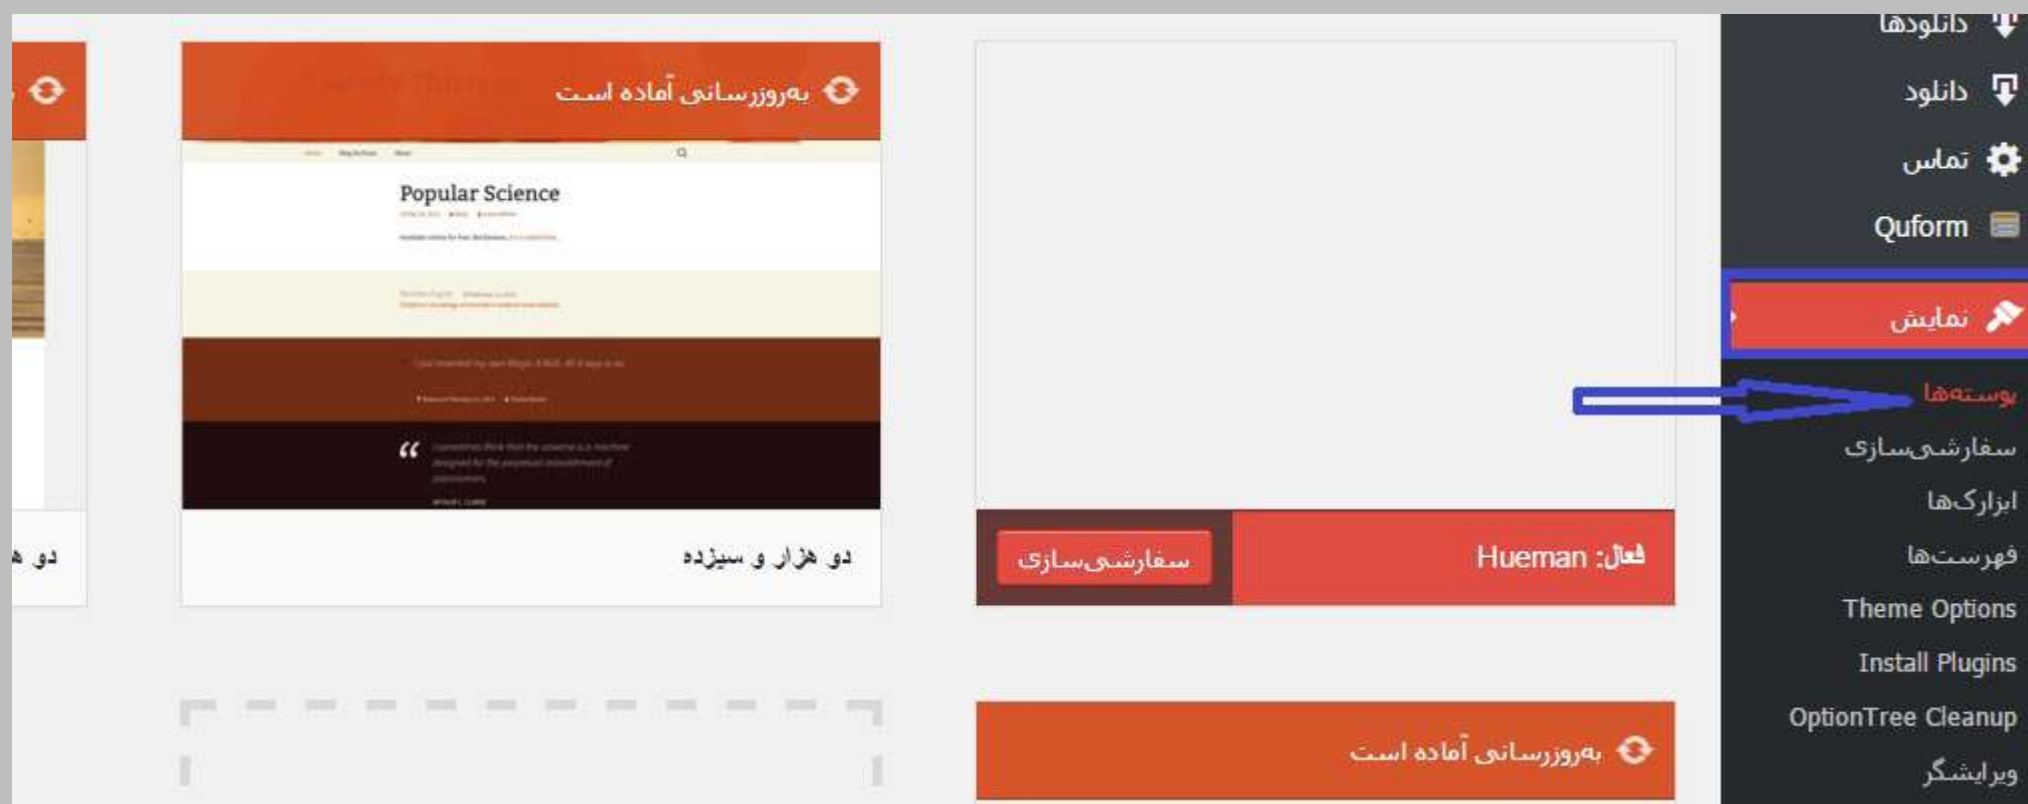 دانلودها
دانلود
تماس
Quform
نمایش
پوسته‌ها
سفارشی‌سازی
ابزارک‌ها
فهرست‌ها
Theme Options
Install Plugins
OptionTree Cleanup
ویرایشگر
فعال: Hueman
سفارشی‌سازی
به‌روزرسانی آماده است
به‌روزرسانی آماده است
Popular Science
دو هزار و سیزده
دو